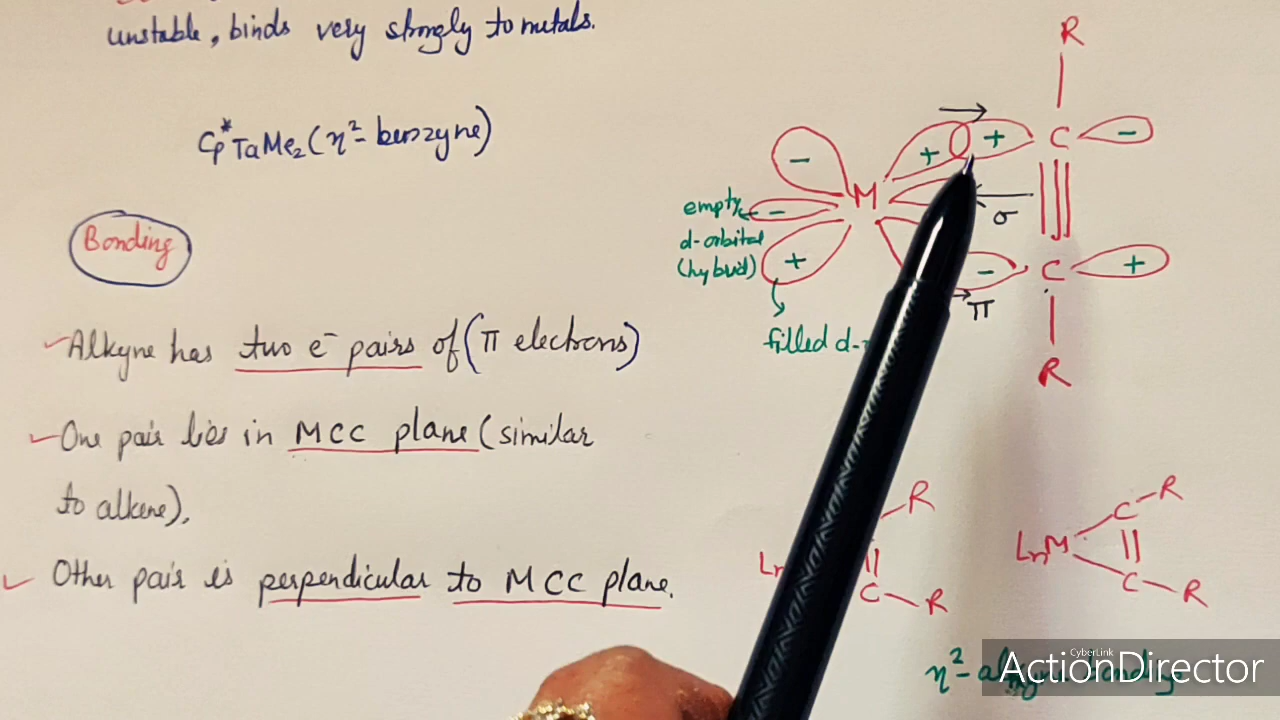 unstable, binds very strongly to metals.
Cp*TaMe₂(η²-benzyne)
Bonding
Alkyne has two e⁻ pairs of (π electrons)
One pair lies in MCC plane (similar
to alkene),
Other pair is perpendicular to MCC plane.
R
- + + C -
M
empty
-
σ
d-orbital
(hybrid)
+ - C +
π
filled d-
R
R
LnM C-R
||
C-R
Ln
C-R
η²-
CyberLink
ActionDirector